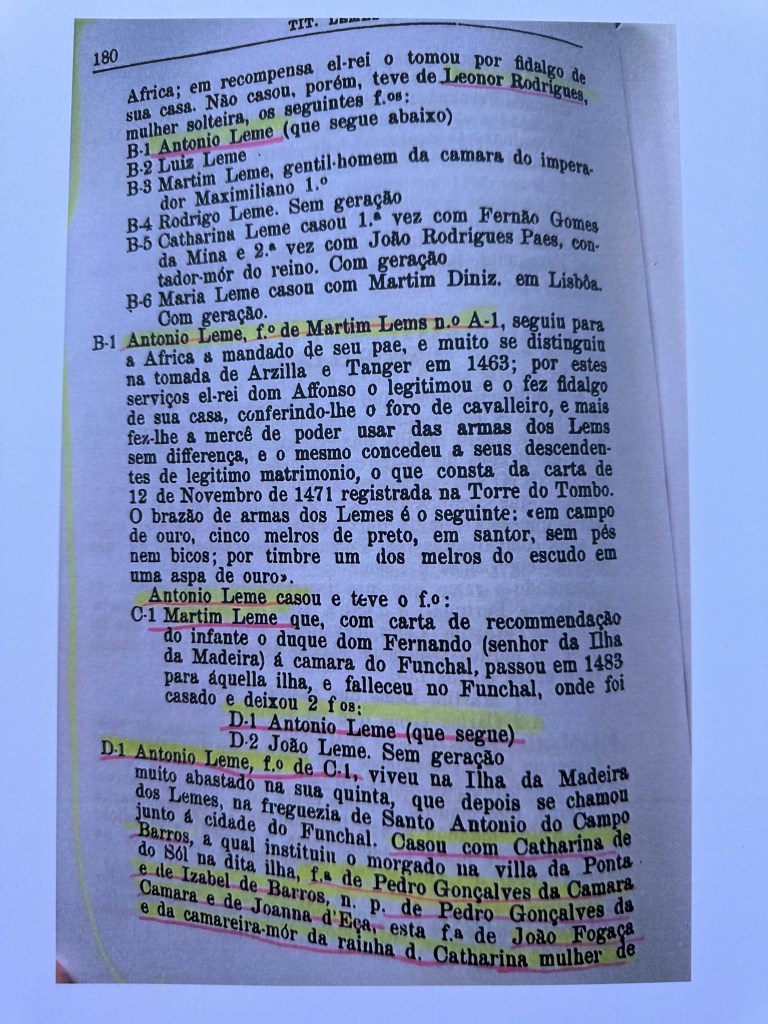 180
TIT. LEMES
Africa; em recompensa el-rei o tomou por fidalgo de
sua casa. Não casou, porém, teve de Leonor Rodrigues,
mulher solteira, os seguintes f.os:
B-1 Antonio Leme (que segue abaixo)
B-2 Luiz Leme
B-3 Martim Leme, gentil-homem da camara do impera-
dor Maximiliano 1.º
B-4 Rodrigo Leme. Sem geração
B-5 Catharina Leme casou 1.ª vez com Fernão Gomes
da Mina e 2.ª vez com João Rodrigues Paes, con-
tador-mór do reino. Com geração
B-6 Maria Leme casou com Martim Diniz. em Lisbôa.
Com geração.
B-1 Antonio Leme, f.º de Martim Lems n.º A-1, seguiu para
a Africa a mandado de seu pae, e muito se distinguiu
na tomada de Arzilla e Tanger em 1463; por estes
serviços el-rei dom Affonso o legitimou e o fez fidalgo
de sua casa, conferindo-lhe o foro de cavalleiro, e mais
fez-lhe a mercê de poder usar das armas dos Lems
sem differença, e o mesmo concedeu a seus descenden-
tes de legitimo matrimonio, o que consta da carta de
12 de Novembro de 1471 registrada na Torre do Tombo.
O brazão de armas dos Lemes é o seguinte: «em campo
de ouro, cinco melros de preto, em santor, sem pés
nem bicos; por timbre um dos melros do escudo em
uma aspa de ouro».
Antonio Leme casou e teve o f.º:
C-1 Martim Leme que, com carta de recommendação
do infante o duque dom Fernando (senhor da Ilha
da Madeira) á camara do Funchal, passou em 1483
para áquella ilha, e falleceu no Funchal, onde foi
casado e deixou 2 f os:
D-1 Antonio Leme (que segue)
D-2 João Leme. Sem geração
D-1 Antonio Leme, f.º de C-1, viveu na Ilha da Madeira
muito abastado na sua quinta, que depois se chamou
dos Lemes, na freguezia de Santo Antonio do Campo
junto á cidade do Funchal. Casou com Catharina de
Barros, a qual instituiu o morgado na villa da Ponta
do Sól na dita ilha, f.ª de Pedro Gonçalves da Camara
e de Izabel de Barros, n. p. de Pedro Gonçalves da
Camara e de Joanna d'Eça, esta f.ª de João Fogaça
e da camareira-mór da rainha d. Catharina mulher de